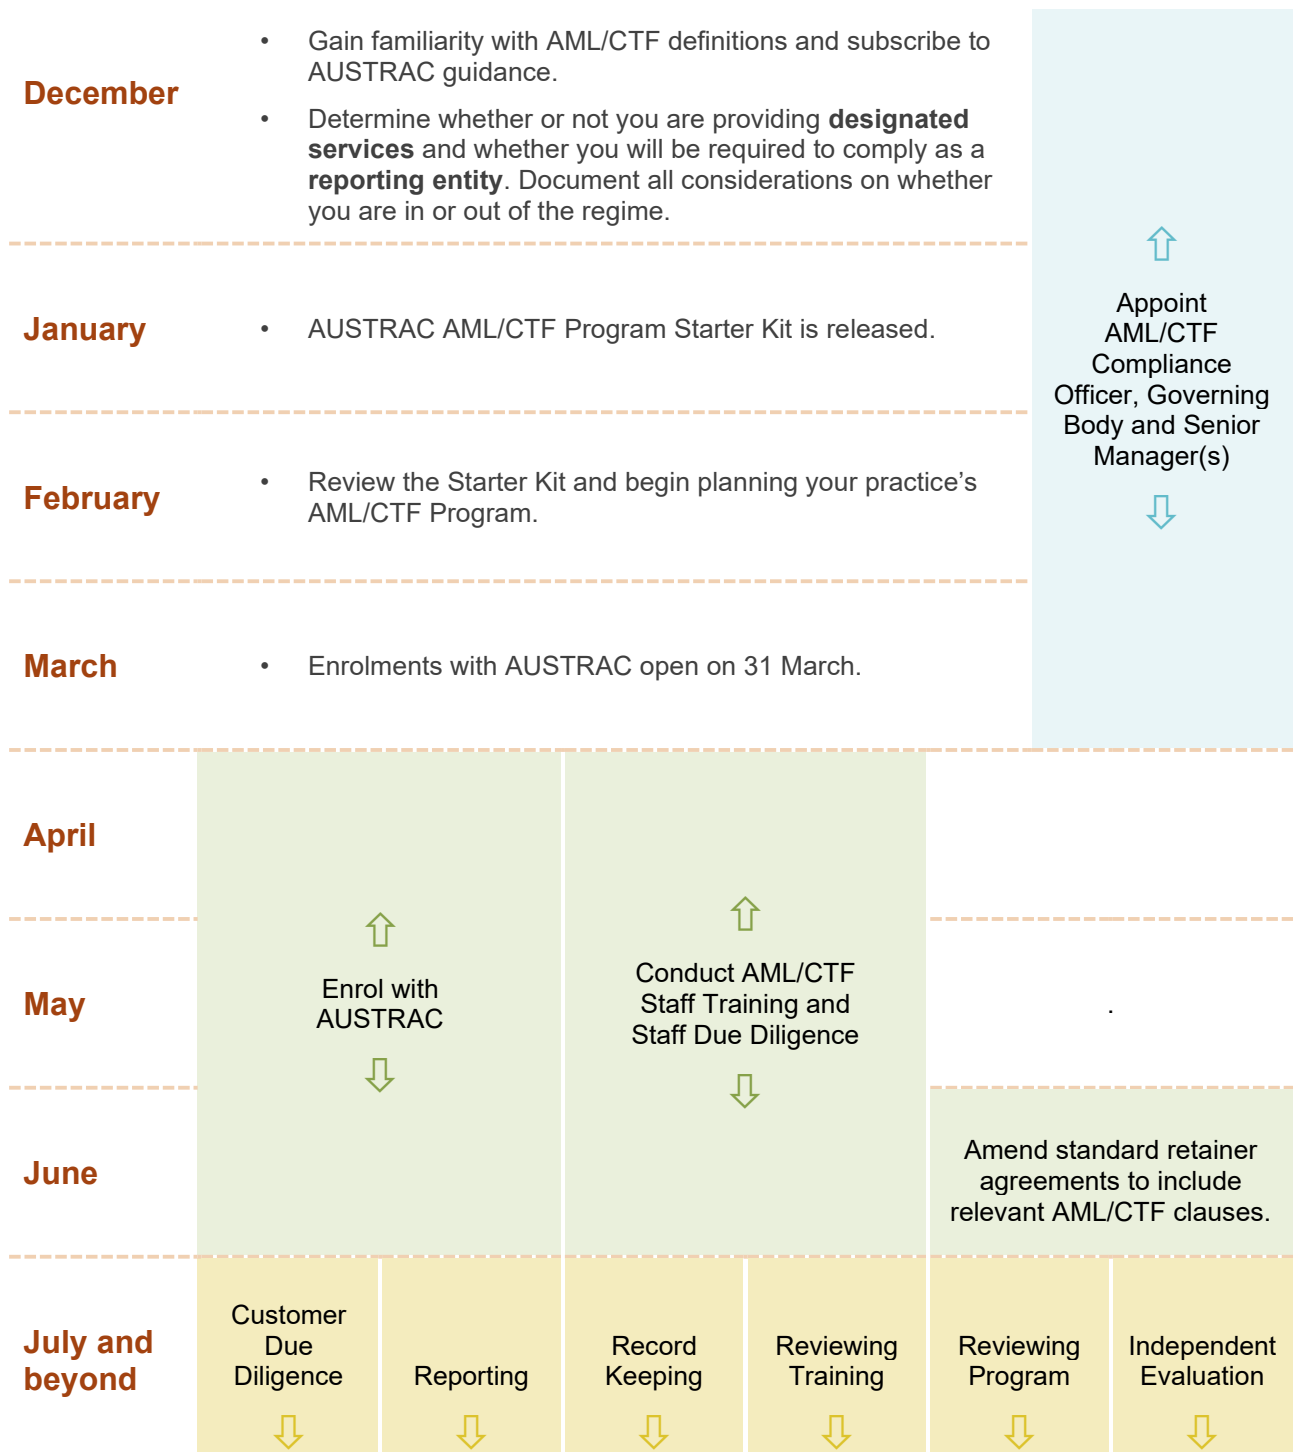 December
• Gain familiarity with AML/CTF definitions and subscribe to
AUSTRAC guidance.
• Determine whether or not you are providing designated
services and whether you will be required to comply as a
reporting entity. Document all considerations on whether
you are in or out of the regime.
January
• AUSTRAC AML/CTF Program Starter Kit is released.
February
• Review the Starter Kit and begin planning your practice’s
AML/CTF Program.
March
• Enrolments with AUSTRAC open on 31 March.
Appoint
AML/CTF
Compliance
Officer, Governing
Body and Senior
Manager(s)
April
May
June
Enrol with
AUSTRAC
Conduct AML/CTF
Staff Training and
Staff Due Diligence
.
Amend standard retainer
agreements to include
relevant AML/CTF clauses.
July and
beyond
Customer
Due
Diligence
Reporting
Record
Keeping
Reviewing
Training
Reviewing
Program
Independent
Evaluation